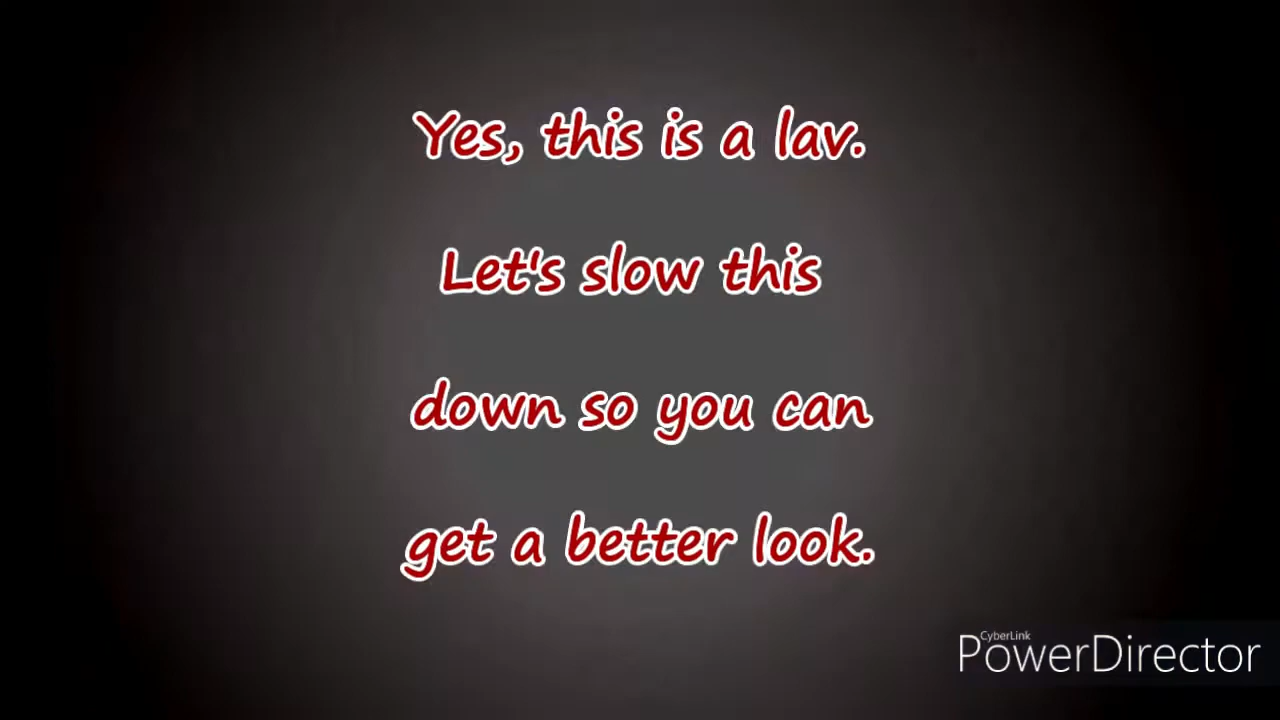 Yes, this is a lav.
Let's slow this
down so you can
get a better look.
CyberLink
PowerDirector